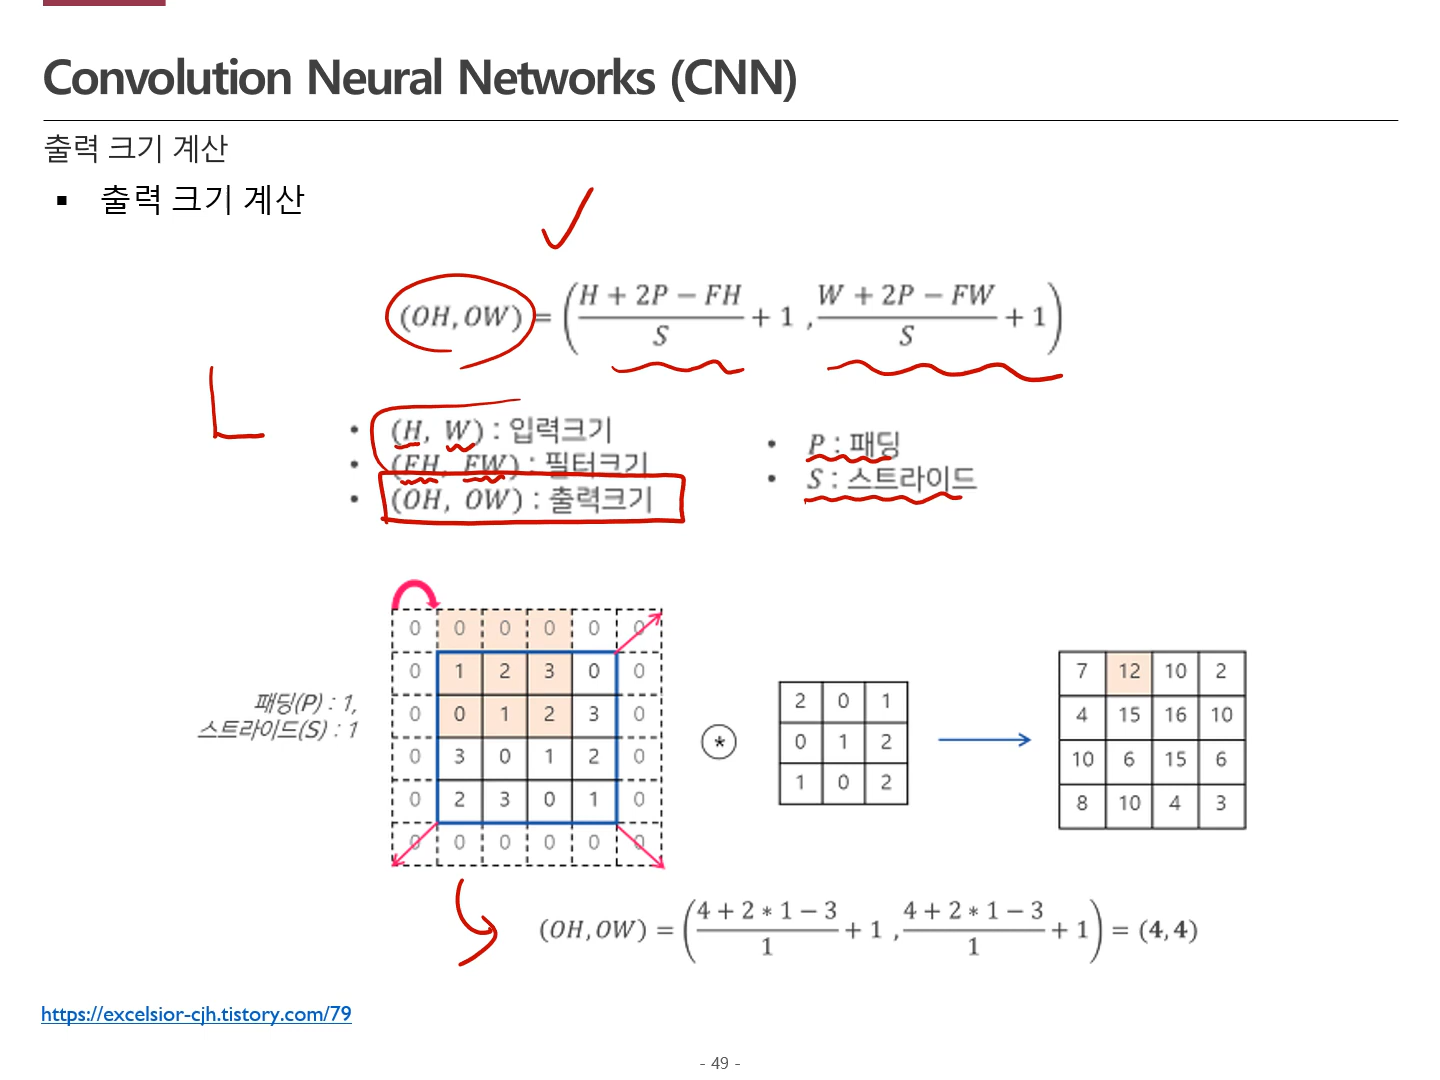 Convolution Neural Networks (CNN)
출력 크기 계산
▪ 출력 크기 계산
(OH, OW) = ( (H + 2P − FH)/S + 1 , (W + 2P − FW)/S + 1 )
• (H, W) : 입력크기
• (FH, FW) : 필터크기
• (OH, OW) : 출력크기
• P : 패딩
• S : 스트라이드
패딩(P) : 1,
스트라이드(S) : 1
0 0 0 0 0 0
0 1 2 3 0 0
0 0 1 2 3 0
0 3 0 1 2 0
0 2 3 0 1 0
0 0 0 0 0 0
*
2 0 1
0 1 2
1 0 2
7 12 10 2
4 15 16 10
10 6 15 6
8 10 4 3
(OH, OW) = ( (4 + 2 * 1 − 3)/1 + 1 , (4 + 2 * 1 − 3)/1 + 1 ) = (4, 4)
https://excelsior-cjh.tistory.com/79
- 49 -